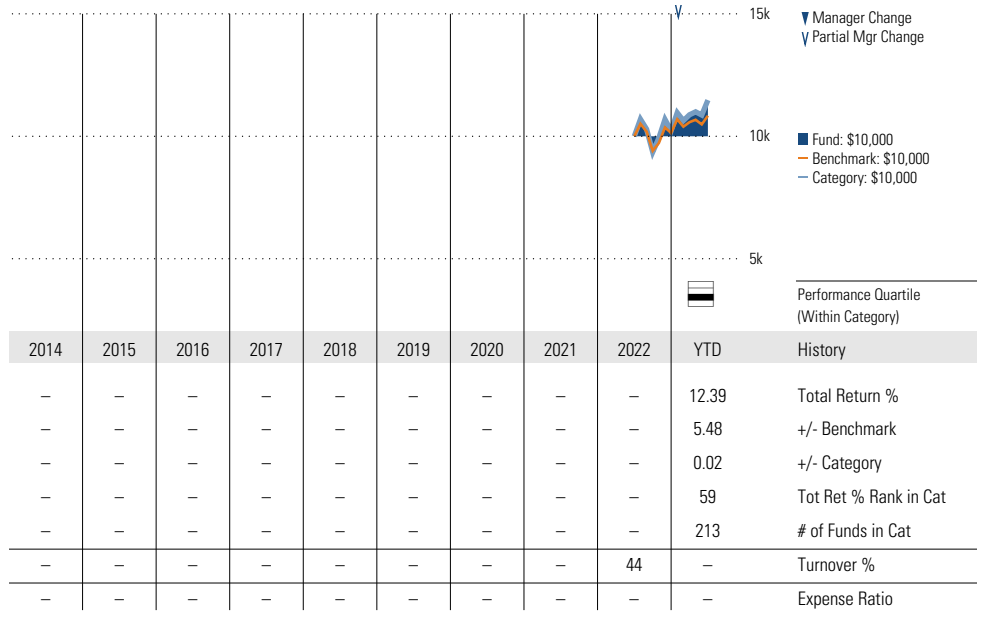 15k
Manager Change
Partial Mgr Change
10k
Fund: $10,000
Benchmark: $10,000
Category: $10,000
5k
Performance Quartile
(Within Category)
2014 2015 2016 2017 2018 2019 2020 2021 2022 YTD History
– – – – – – – – – 12.39 Total Return %
– – – – – – – – – 5.48 +/- Benchmark
– – – – – – – – – 0.02 +/- Category
– – – – – – – – – 59 Tot Ret % Rank in Cat
– – – – – – – – – 213 # of Funds in Cat
– – – – – – – – 44 – Turnover %
– – – – – – – – – – Expense Ratio